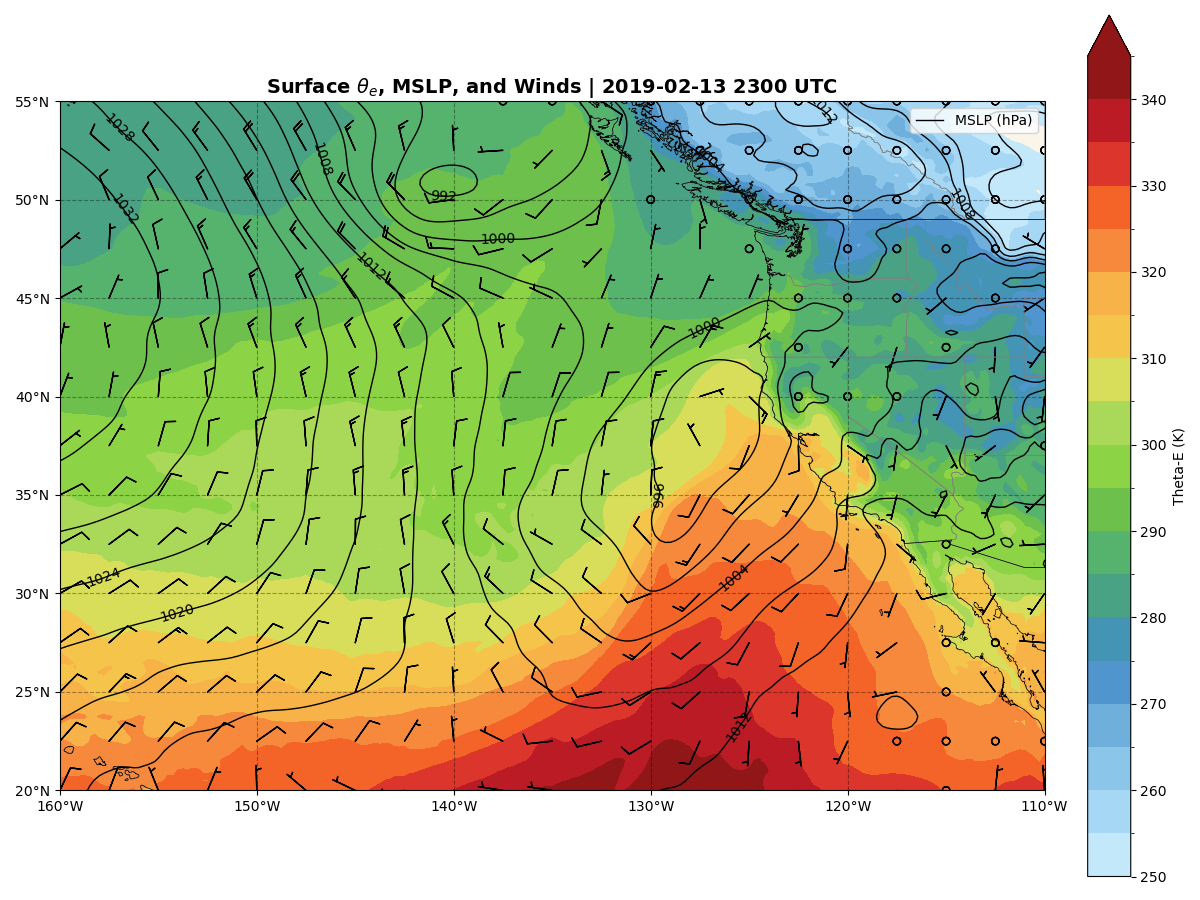 Surface θe, MSLP, and Winds | 2019-02-13 2300 UTC
55°N
50°N
45°N
40°N
35°N
30°N
25°N
20°N
160°W
150°W
140°W
130°W
120°W
110°W
MSLP (hPa)
1028
1032
1008
992
1000
1012
1004
1012
1008
1000
996
1004
1024
1020
1012
340
330
320
310
300
290
280
270
260
250
Theta-E (K)